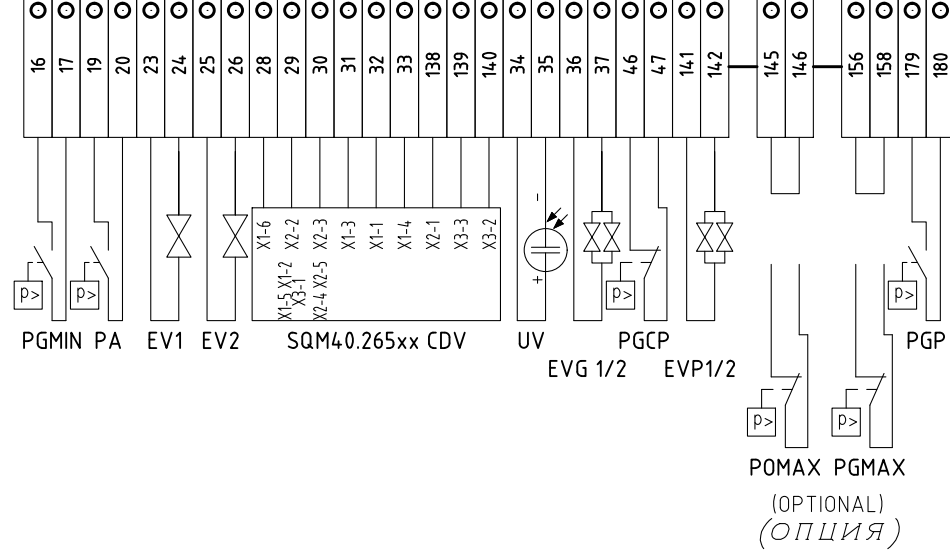 16 17 19 20 23 24 25 26 28 29 30 31 32 33 138 139 140 34 35 36 37 46 47 141 142 145 146 156 158 179 180
X1-6 X2-2 X2-3 X1-3 X1-1 X1-4 X2-1 X3-3 X3-2
X1-5 X1-2 X2-4 X2-5
X3-1
-
+
p> p> p> p>
PGMIN PA EV1 EV2 SQM40.265xx CDV UV PGCP PGP
EVG 1/2 EVP1/2
p> p>
POMAX PGMAX
(OPTIONAL)
(ОПЦИЯ)